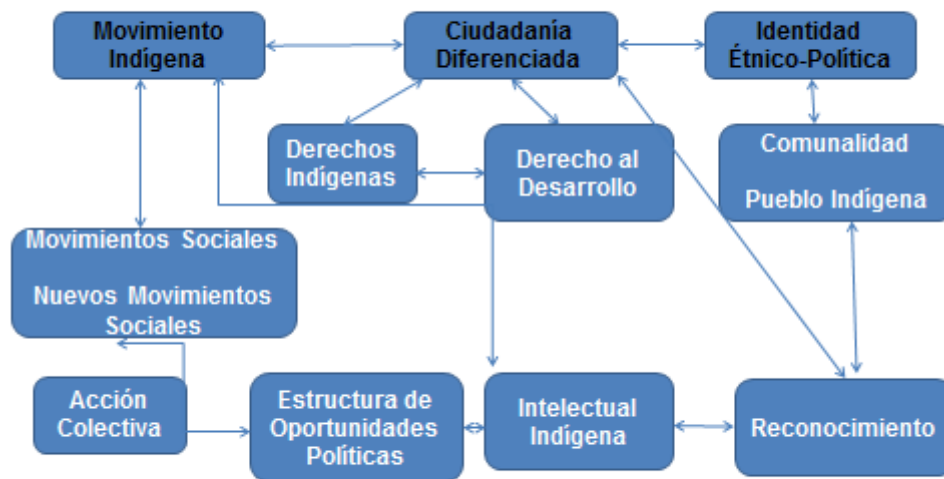 Movimiento
Indígena
Ciudadanía
Diferenciada
Identidad
Étnico-Política
Derechos
Indígenas
Derecho al
Desarrollo
Comunalidad
Pueblo Indígena
Movimientos Sociales
Nuevos Movimientos
Sociales
Acción
Colectiva
Estructura de
Oportunidades
Políticas
Intelectual
Indígena
Reconocimiento